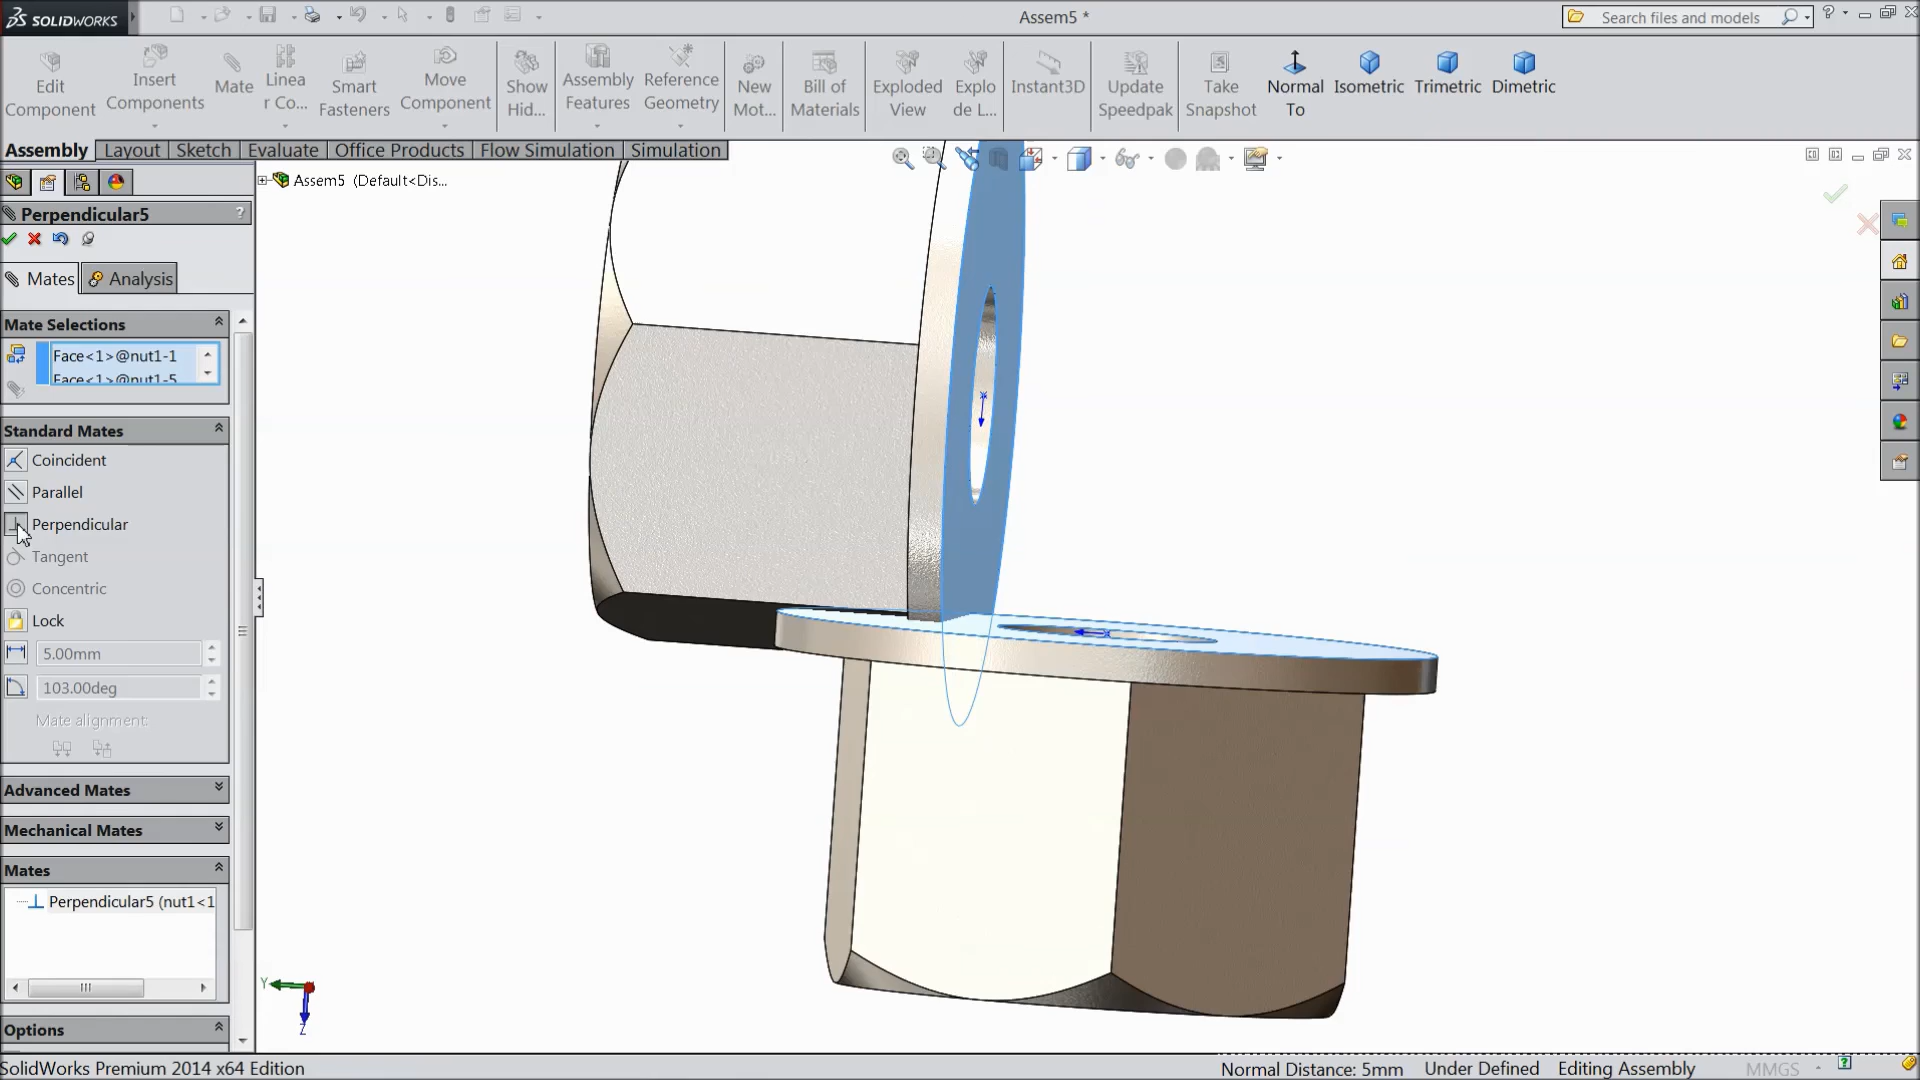 SOLIDWORKS
Assem5 *
Search files and models
?
Edit Component
Insert Components
Mate
Linea r Co...
Smart Fasteners
Move Component
Show Hid...
Assembly Features
Reference Geometry
New Mot...
Bill of Materials
Exploded View
Explo de L...
Instant3D
Update Speedpak
Take Snapshot
Normal To
Isometric
Trimetric
Dimetric
Assembly
Layout
Sketch
Evaluate
Office Products
Flow Simulation
Simulation
Assem5 (Default<Dis...
Perpendicular5
?
Mates
Analysis
Mate Selections
Face<1>@nut1-1
Face<1>@nut1-5
Standard Mates
Coincident
Parallel
Perpendicular
Tangent
Concentric
Lock
5.00mm
103.00deg
Mate alignment:
Advanced Mates
Mechanical Mates
Mates
Perpendicular5 (nut1<1
Y
Z
Options
SolidWorks Premium 2014 x64 Edition
Normal Distance: 5mm
Under Defined
Editing Assembly
MMGS
?